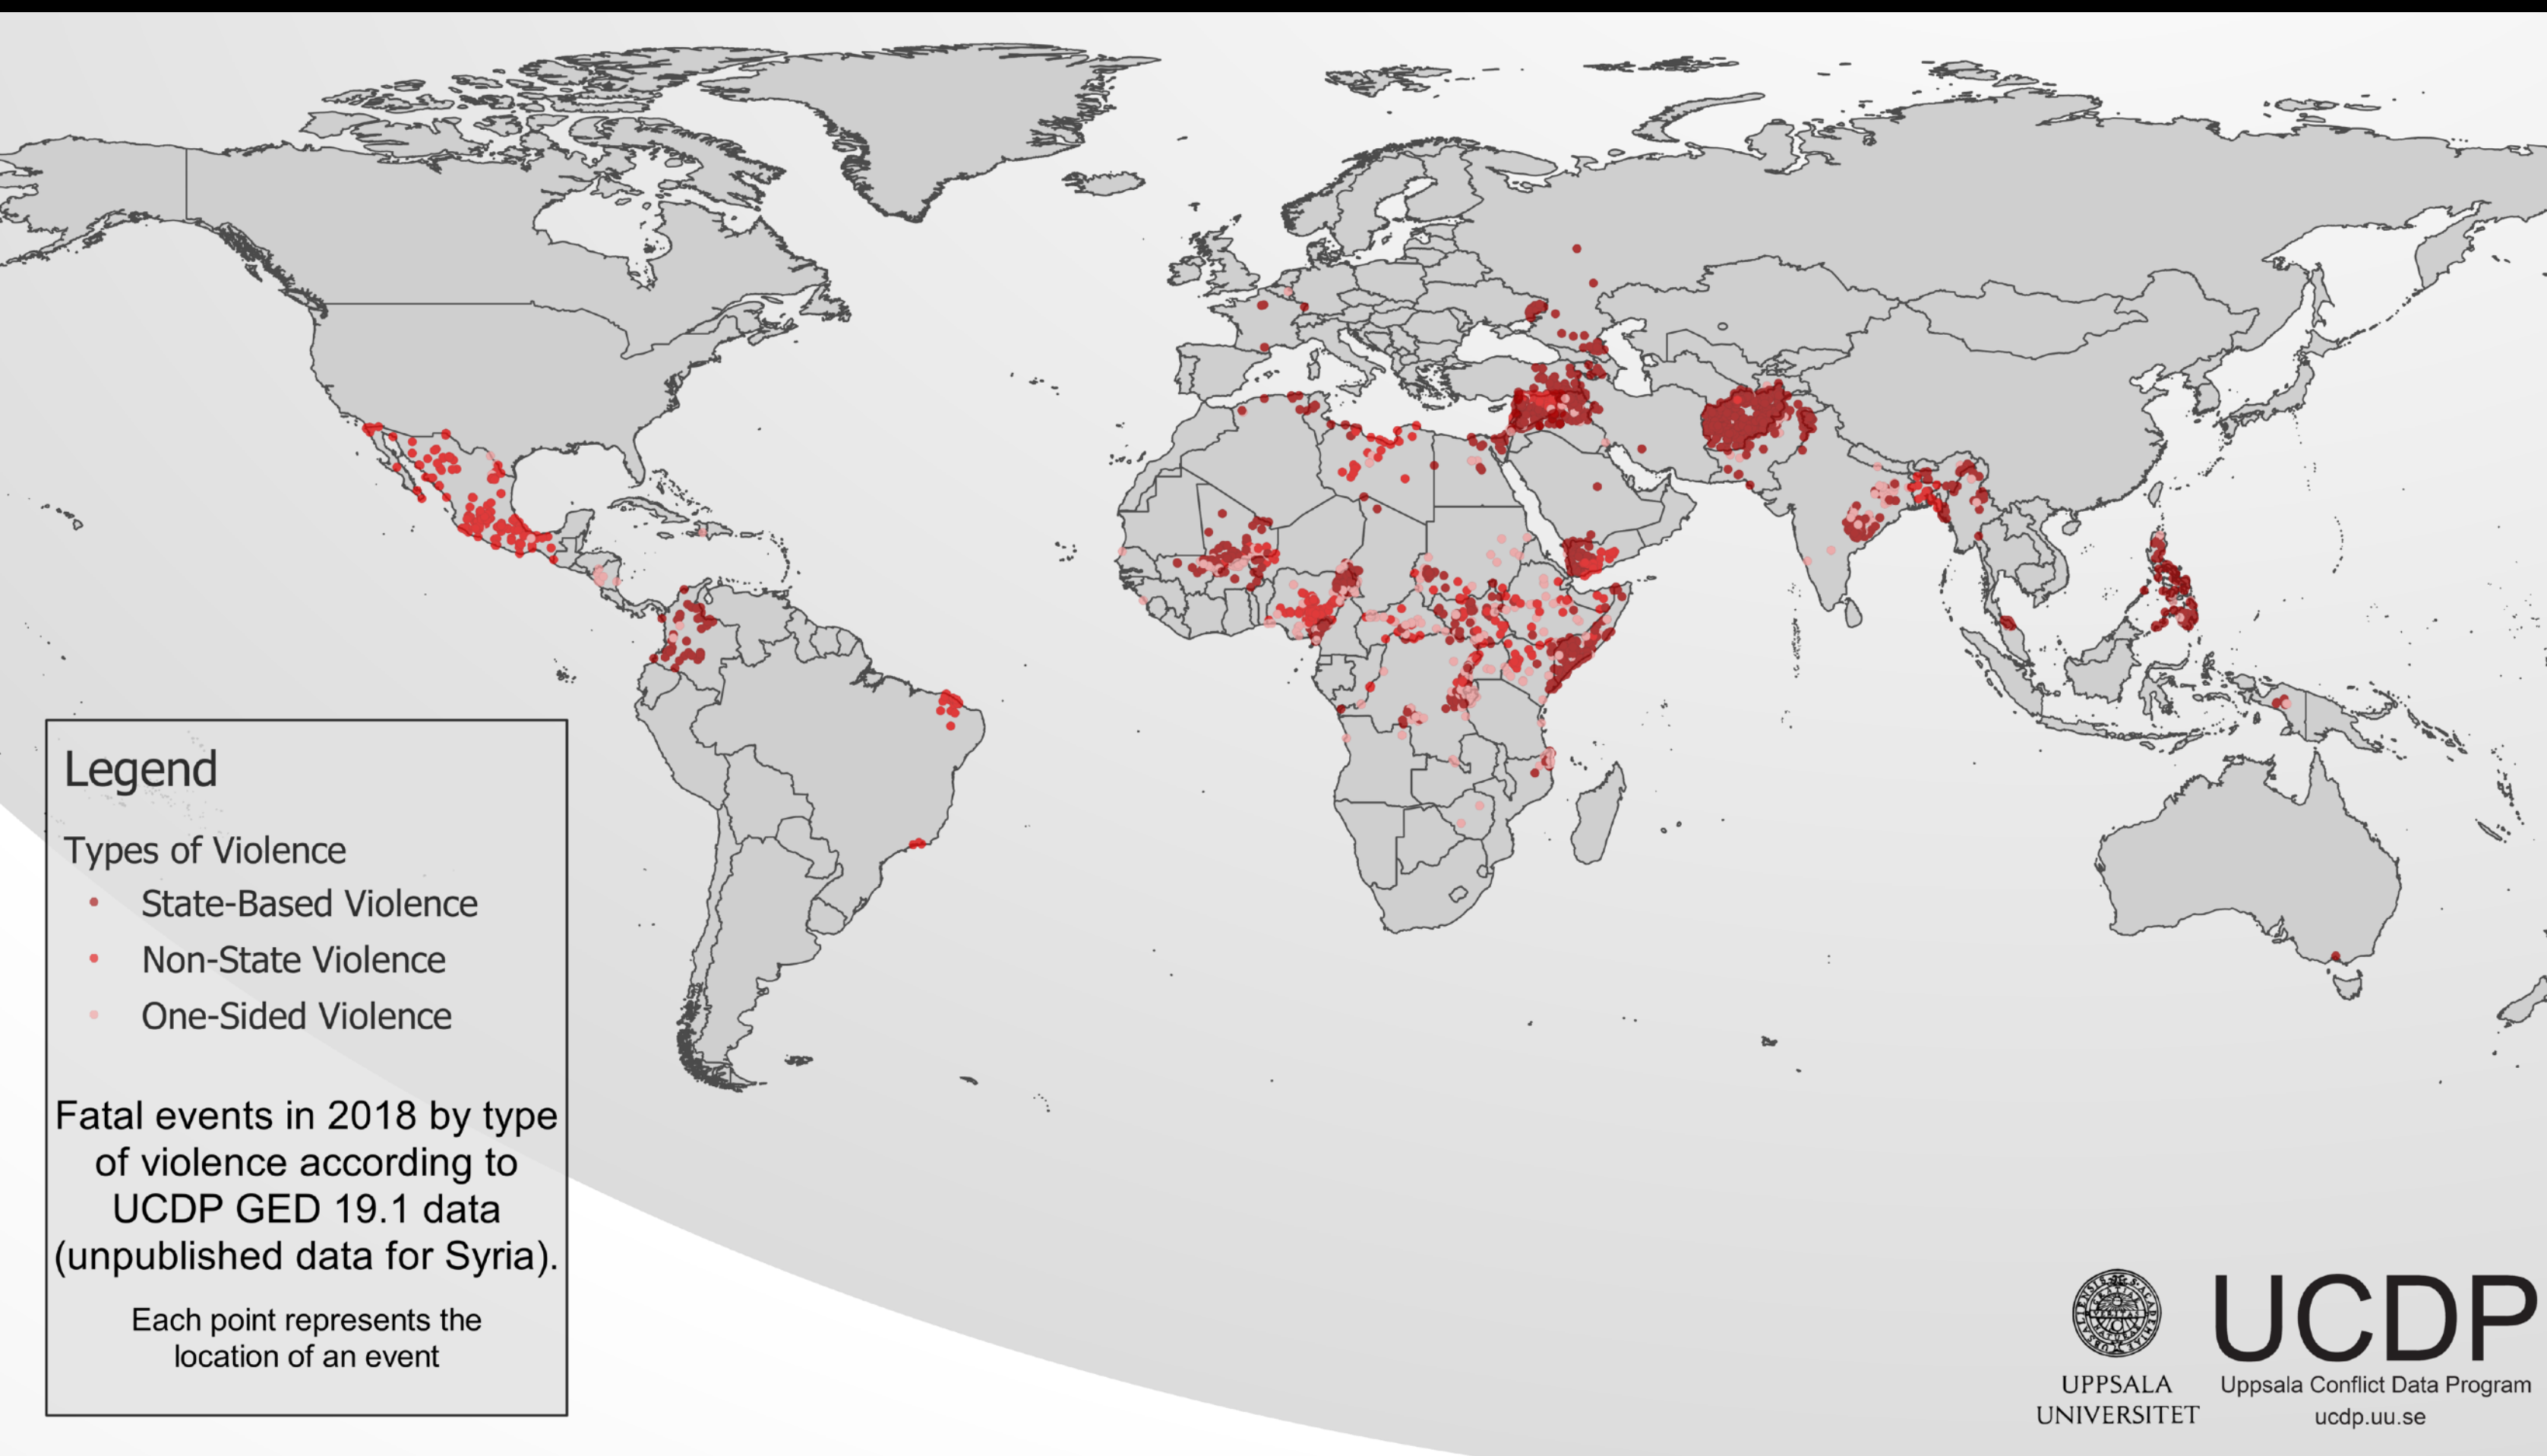 Legend
Types of Violence
State-Based Violence
Non-State Violence
One-Sided Violence
Fatal events in 2018 by type
of violence according to
UCDP GED 19.1 data
(unpublished data for Syria).
Each point represents the
location of an event
UPPSALA
UNIVERSITET
UCDP
Uppsala Conflict Data Program
ucdp.uu.se